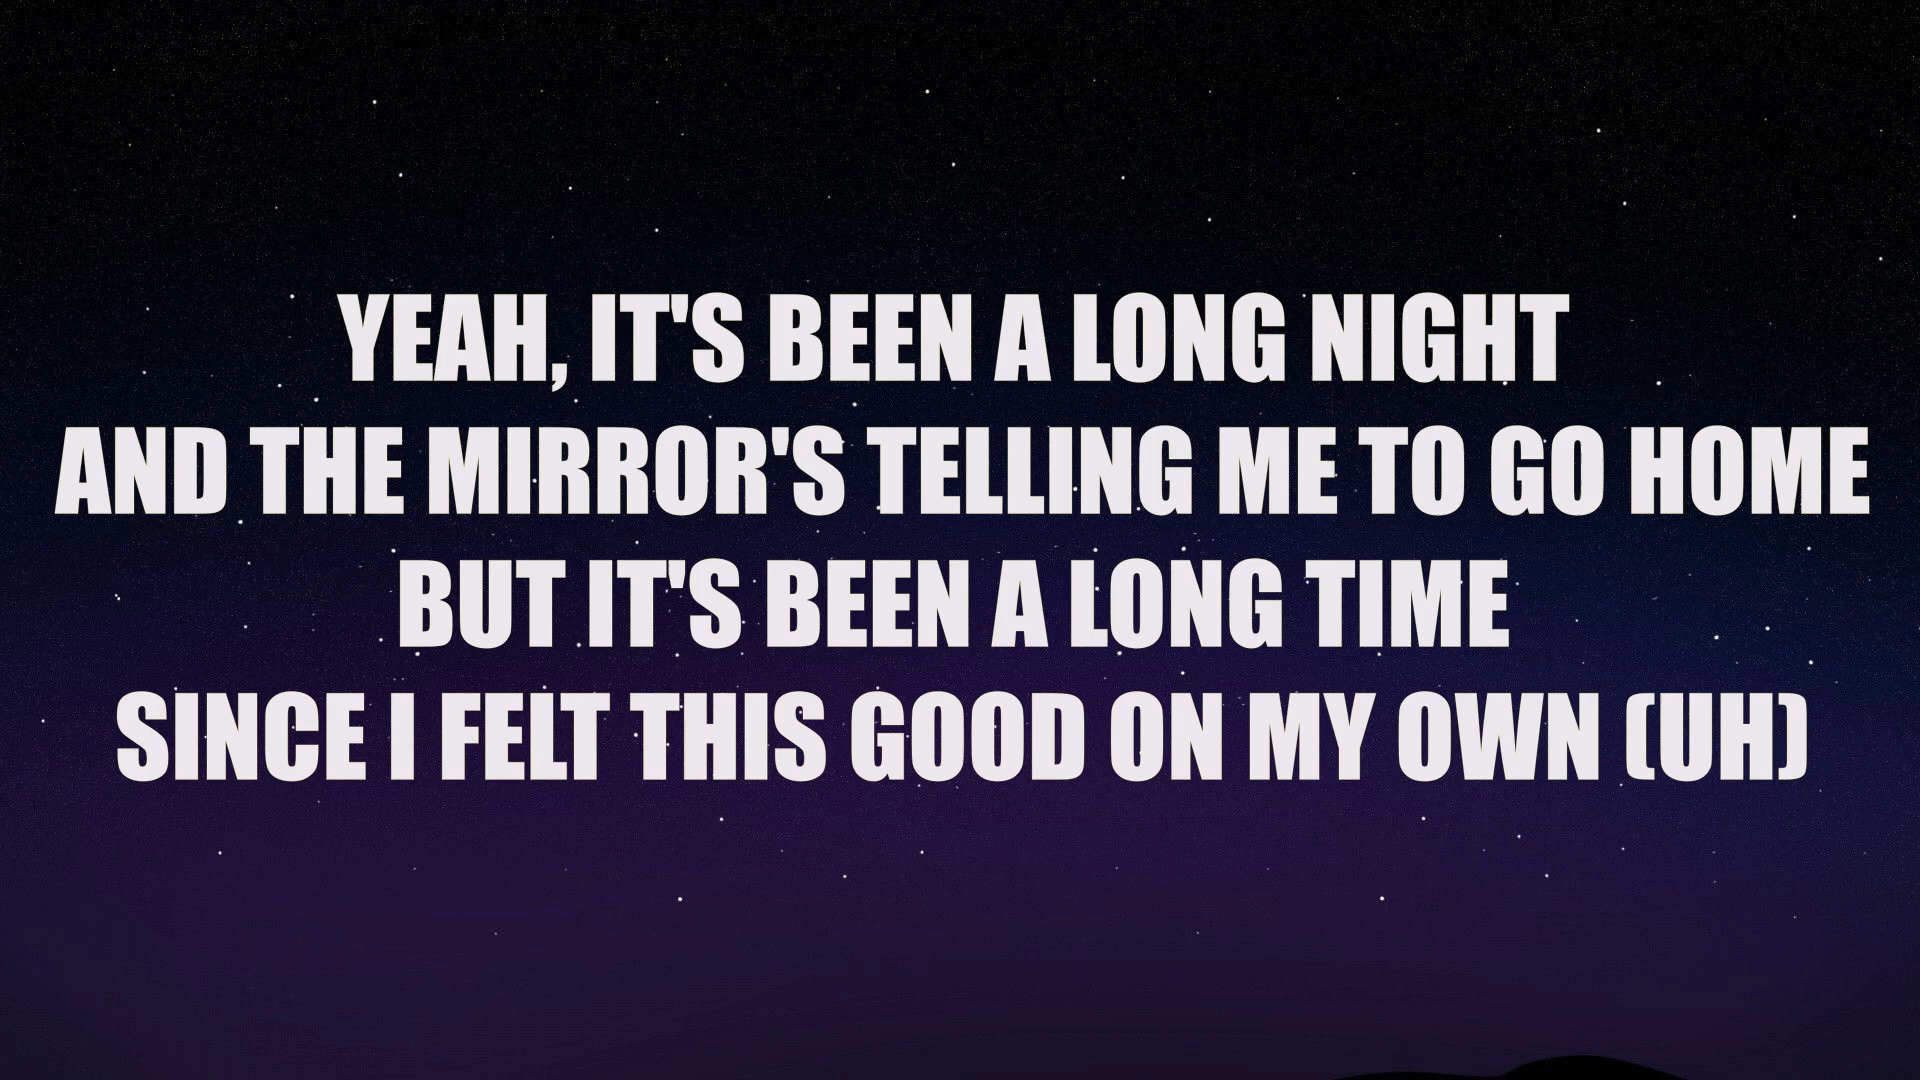 YEAH, IT'S BEEN A LONG NIGHT
AND THE MIRROR'S TELLING ME TO GO HOME
BUT IT'S BEEN A LONG TIME
SINCE I FELT THIS GOOD ON MY OWN (UH)